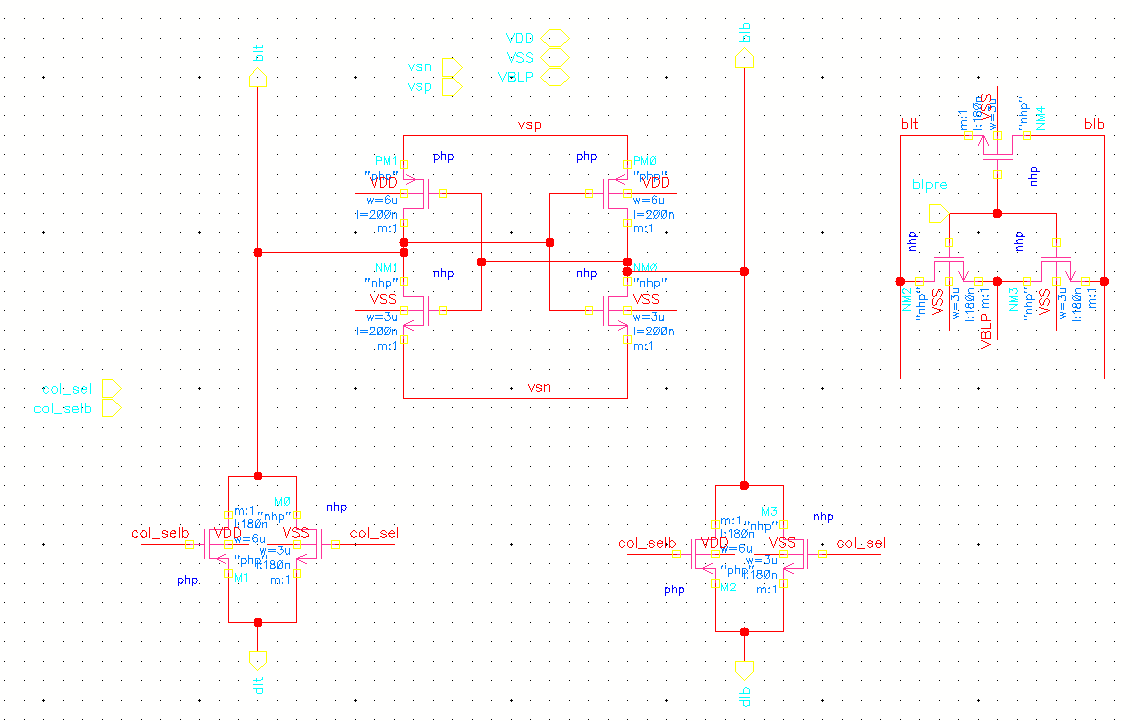 blt
VDD
VSS
VBLP
vsn
vsp
blb
vsp
PM1
php
"php"
VDD
w=6u
l=200n
m:1
php
PM0
"php"
VDD
w=6u
l=200n
m:1
NM1
nhp
"nhp"
VSS
w=3u
l=200n
m:1
nhp
NM0
"nhp"
VSS
w=3u
l=200n
m:1
vsn
blt
m:1
l:180n
VSS
w=3u
"nhp"
NM4
blb
nhp
blpre
nhp
NM2
"nhp"
VSS
w=3u
l:180n
m:1
VBLP
nhp
NM3
"nhp"
VSS
w=3u
l:180n
m:1
col_sel
col_selb
col_selb
m:1
l:180n
VDD
w=6u
"php"
M1
php
M0
"nhp"
nhp
VSS
col_sel
w=3u
l:180n
m:1
dlt
col_selb
m:1
l:180n
VDD
w=6u
"php"
M2
php
M3
"nhp"
nhp
VSS
col_sel
w=3u
l:180n
m:1
dlb